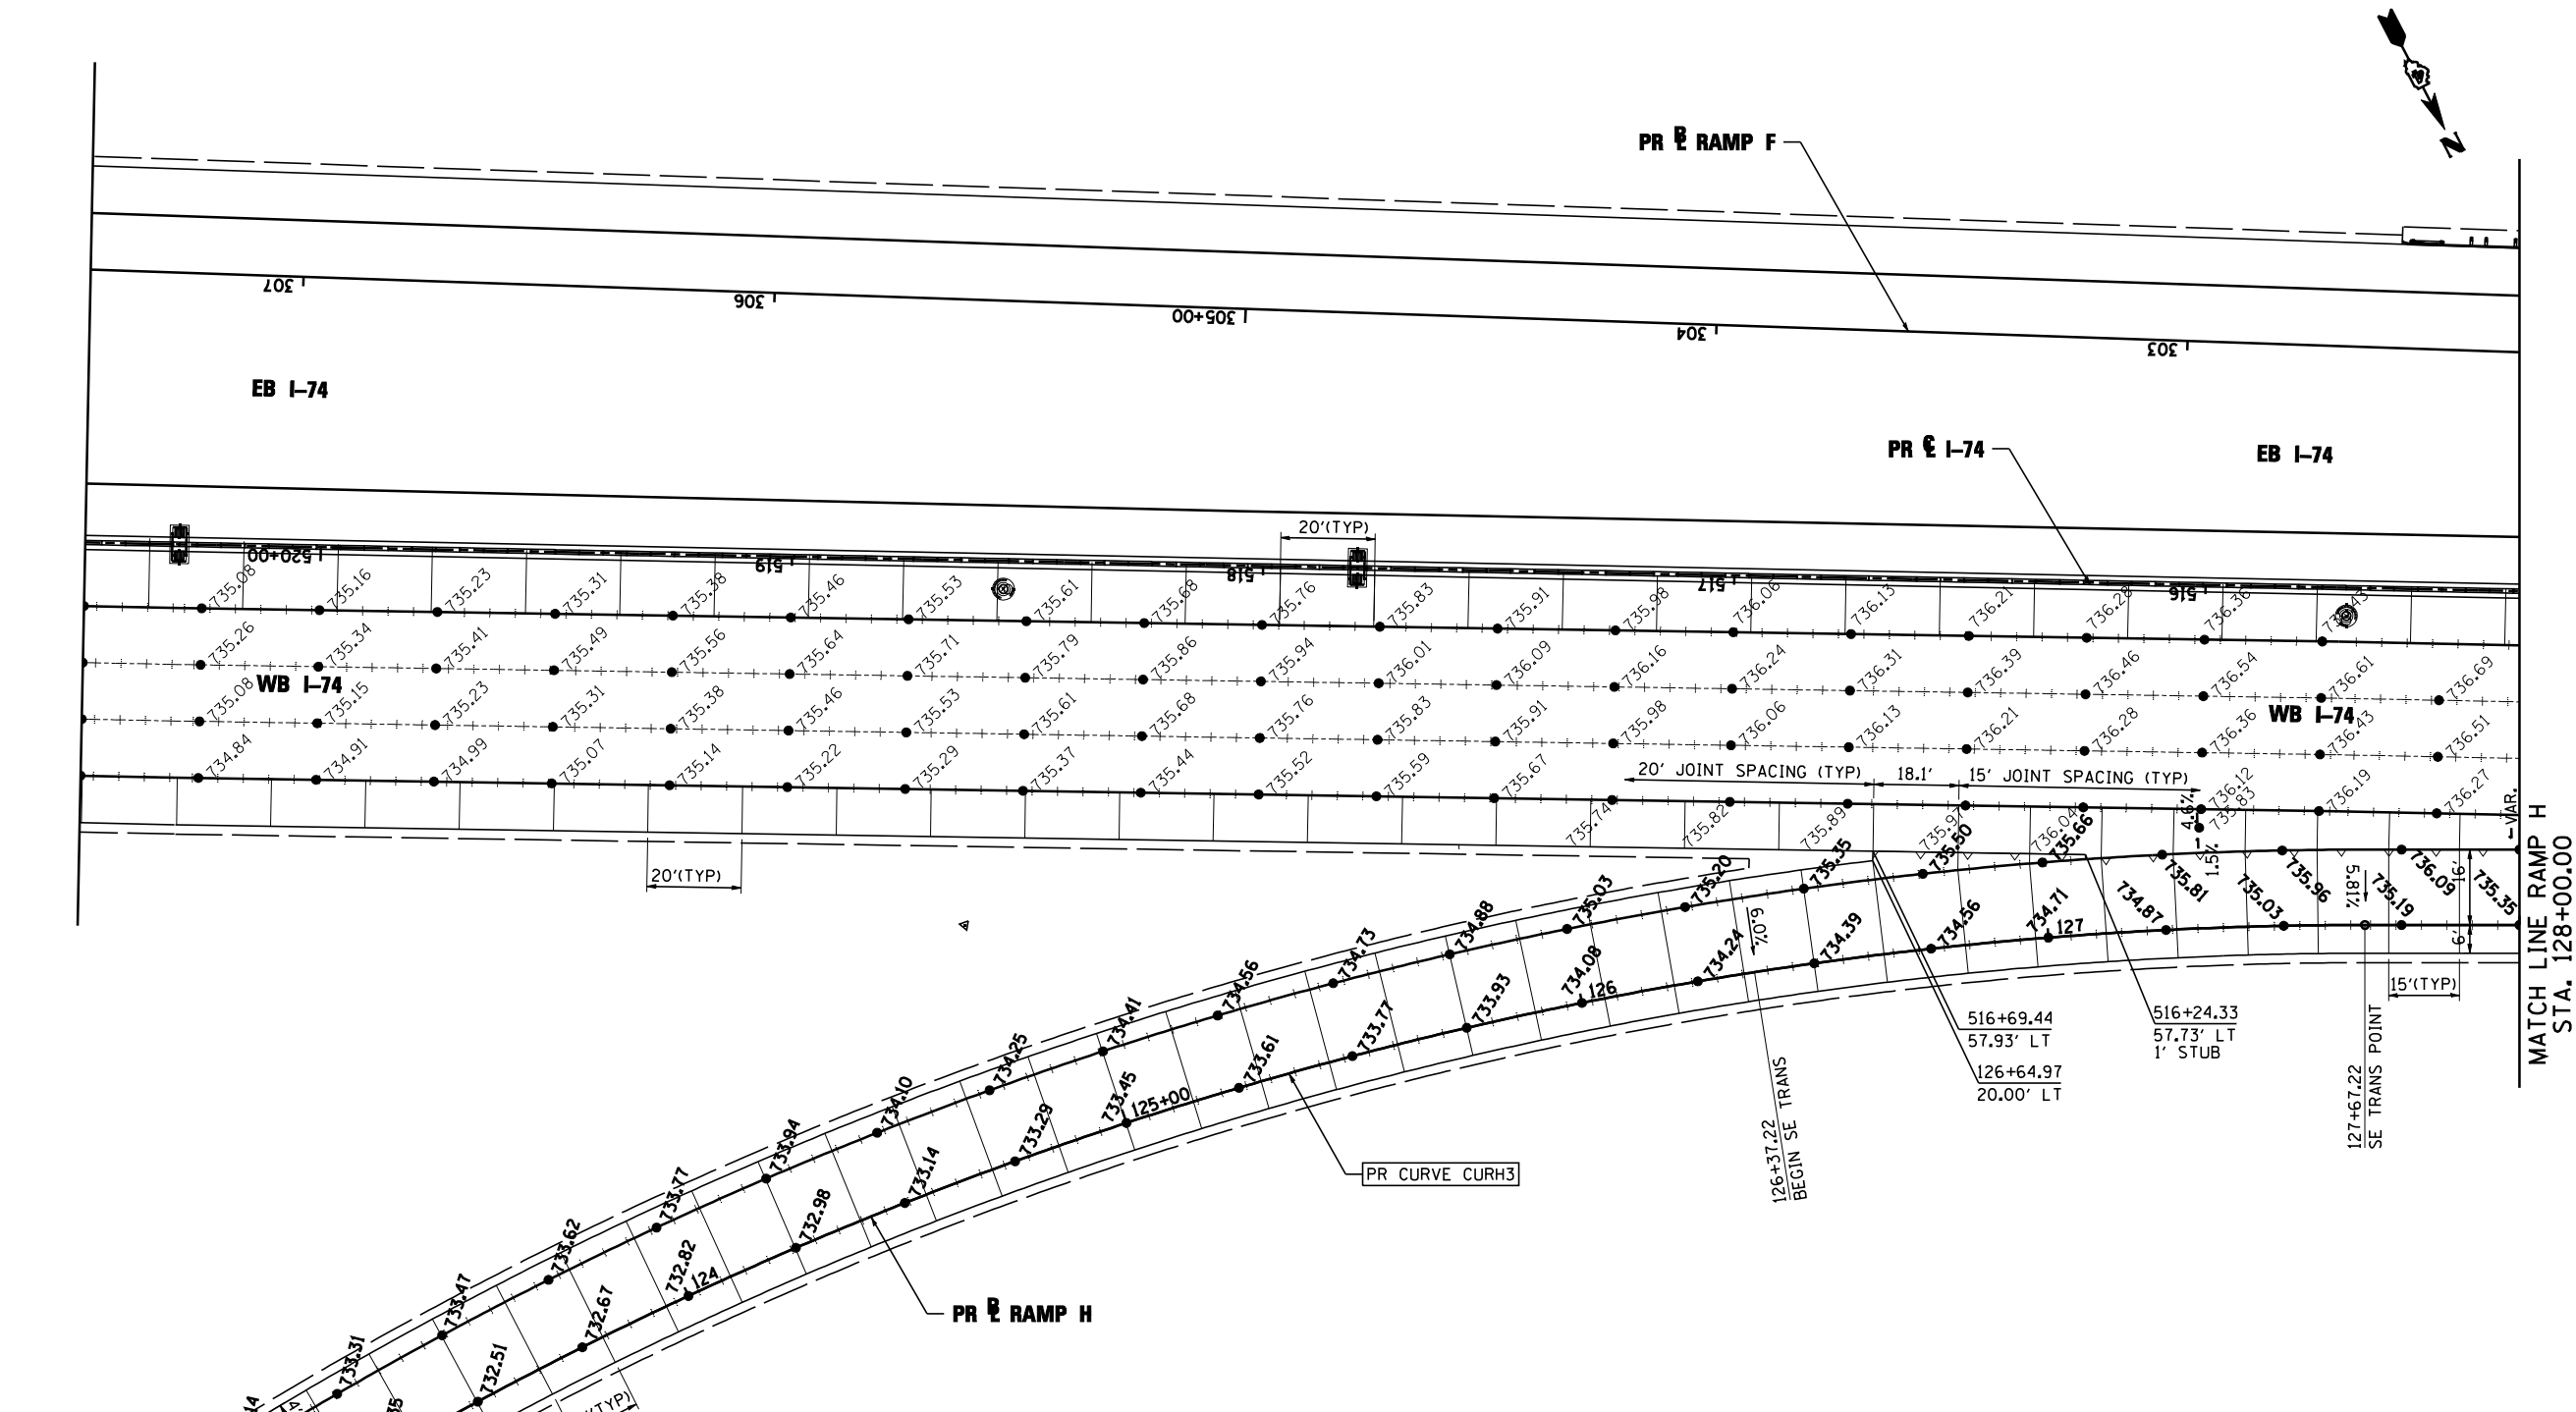 N
PR BL RAMP F
307
306
305+00
304
303
EB I-74
PR CL I-74
EB I-74
20'(TYP)
520+00
519
518
517
516
735.08 735.16 735.23 735.31 735.38 735.46 735.53 735.61 735.68 735.76 735.83 735.91 735.98 736.06 736.13 736.21 736.28 736.36
735.26 735.34 735.41 735.49 735.56 735.64 735.71 735.79 735.86 735.94 736.01 736.09 736.16 736.24 736.31 736.39 736.46 736.54 736.61 736.69
WB I-74
WB I-74
735.08 735.15 735.23 735.31 735.38 735.46 735.53 735.61 735.68 735.76 735.83 735.91 735.98 736.06 736.13 736.21 736.28 736.36 736.43 736.51
734.84 734.91 734.99 735.07 735.14 735.22 735.29 735.37 735.44 735.52 735.59 735.67 735.74 735.82 735.89 735.97 736.04 736.12 736.19 736.27
20' JOINT SPACING (TYP)
18.1'
15' JOINT SPACING (TYP)
735.83
1.5%
VAR.
20'(TYP)
733.31 733.47 733.62 733.77 733.94 734.10 734.25 734.41 734.56 734.73 734.88 735.03 735.20 735.35 735.50 735.66 735.81 735.96 736.09
732.51 732.67 732.82 732.98 733.14 733.29 733.45 733.61 733.77 733.93 734.08 734.24 734.39 734.56 734.71 734.87 735.03 735.19 735.35
124
125+00
126
127
6.0%
5.81%
16'
6'
15'(TYP)
MATCH LINE RAMP H
STA. 128+00.00
516+69.44
57.93' LT
126+64.97
20.00' LT
516+24.33
57.73' LT
1' STUB
126+37.22
BEGIN SE TRANS
127+67.22
SE TRANS POINT
PR CURVE CURH3
PR BL RAMP H